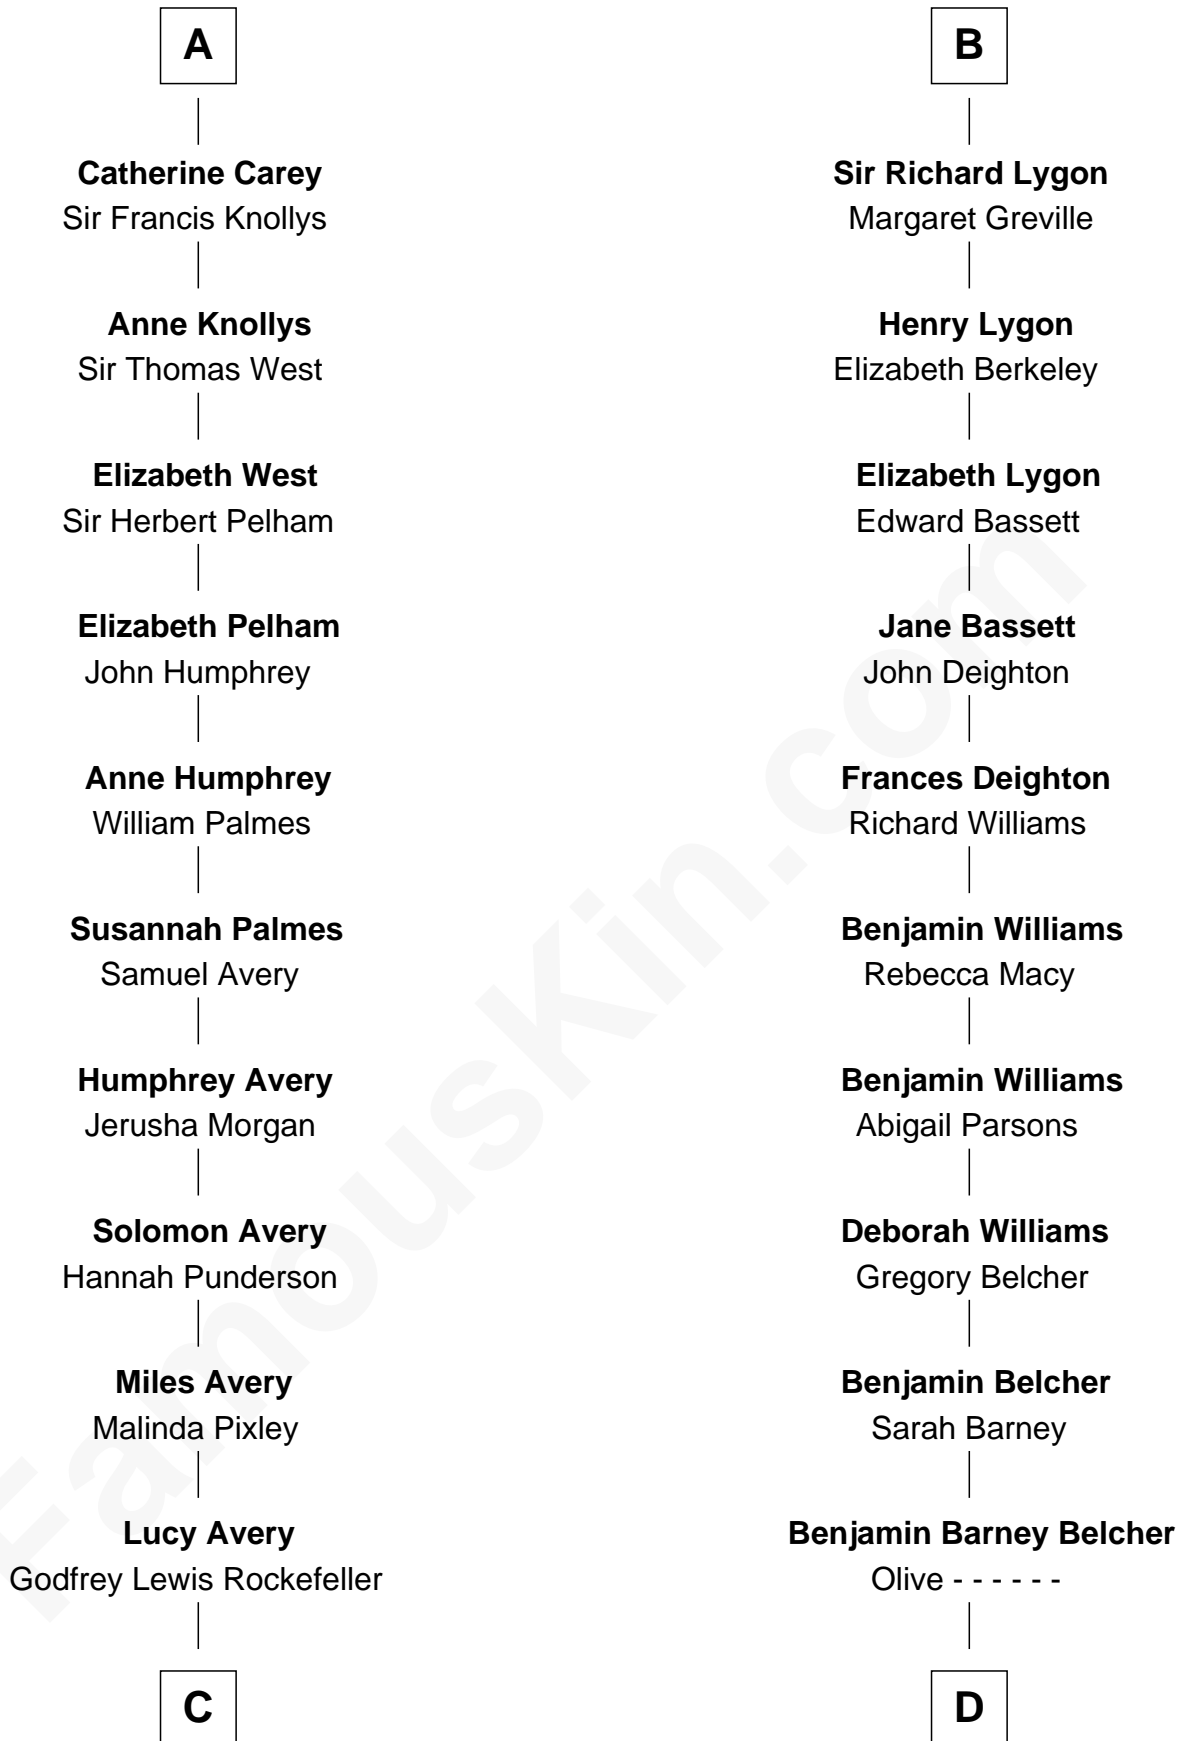 A
Catherine Carey
Sir Francis Knollys
Anne Knollys
Sir Thomas West
Elizabeth West
Sir Herbert Pelham
Elizabeth Pelham
John Humphrey
Anne Humphrey
William Palmes
Susannah Palmes
Samuel Avery
Humphrey Avery
Jerusha Morgan
Solomon Avery
Hannah Punderson
Miles Avery
Malinda Pixley
Lucy Avery
Godfrey Lewis Rockefeller
C
B
Sir Richard Lygon
Margaret Greville
Henry Lygon
Elizabeth Berkeley
Elizabeth Lygon
Edward Bassett
Jane Bassett
John Deighton
Frances Deighton
Richard Williams
Benjamin Williams
Rebecca Macy
Benjamin Williams
Abigail Parsons
Deborah Williams
Gregory Belcher
Benjamin Belcher
Sarah Barney
Benjamin Barney Belcher
Olive - - - - - -
D
FamousKin.com